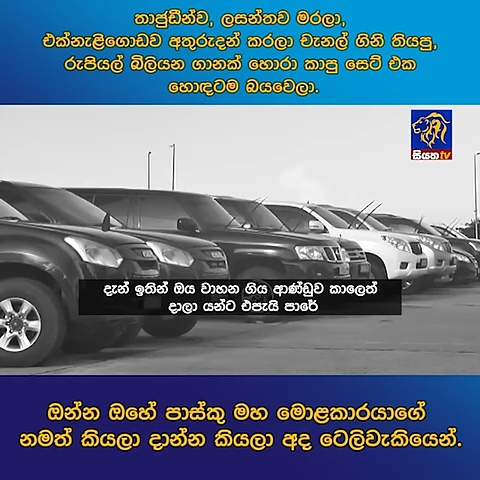 තාජුඩීන්ව, ලසන්තව මරලා,
එක්නැළිගොඩව අතුරුදන් කරලා චැනල් ගිනි තියපු,
රුපියල් බිලියන ගානක් හොරා කාපු සෙට් එක
හොඳටම බයවෙලා.
සියත tv
දැන් ඉතින් ඔය වාහන ගිය ආණ්ඩුව කාලෙත්
දාලා යන්ට එපැයි පාරේ
ඔන්න ඔහේ පාස්කු මහ මොළකාරයාගේ
නමත් කියලා දාන්න කියලා අද ටෙලිවැකියෙන්.